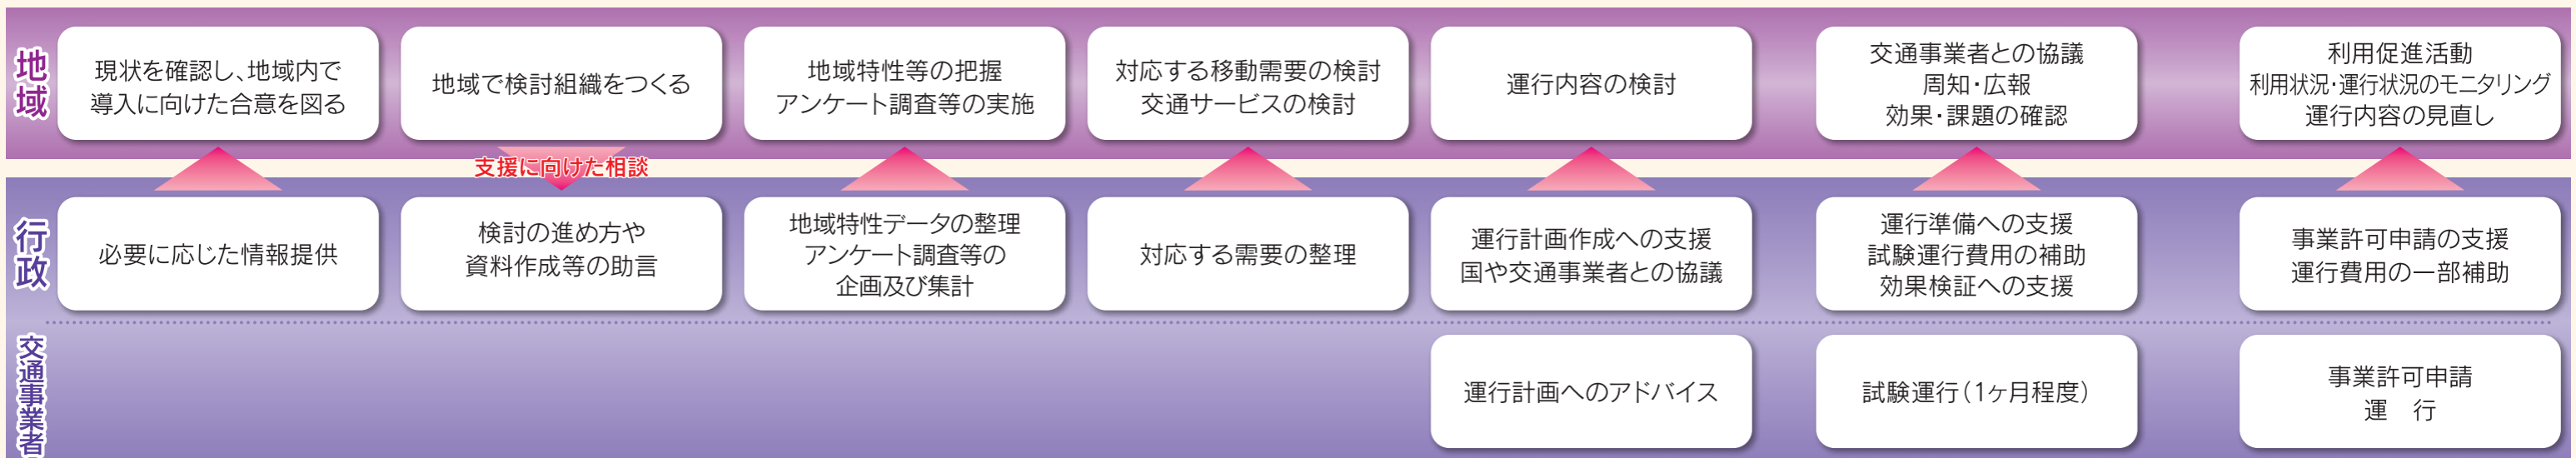 地域
現状を確認し、地域内で
導入に向けた合意を図る
地域で検討組織をつくる
地域特性等の把握
アンケート調査等の実施
対応する移動需要の検討
交通サービスの検討
運行内容の検討
交通事業者との協議
周知・広報
効果・課題の確認
利用促進活動
利用状況・運行状況のモニタリング
運行内容の見直し
支援に向けた相談
行政
必要に応じた情報提供
検討の進め方や
資料作成等の助言
地域特性データの整理
アンケート調査等の
企画及び集計
対応する需要の整理
運行計画作成への支援
国や交通事業者との協議
運行準備への支援
試験運行費用の補助
効果検証への支援
事業許可申請の支援
運行費用の一部補助
交通事業者
運行計画へのアドバイス
試験運行(1ヶ月程度)
事業許可申請
運　行